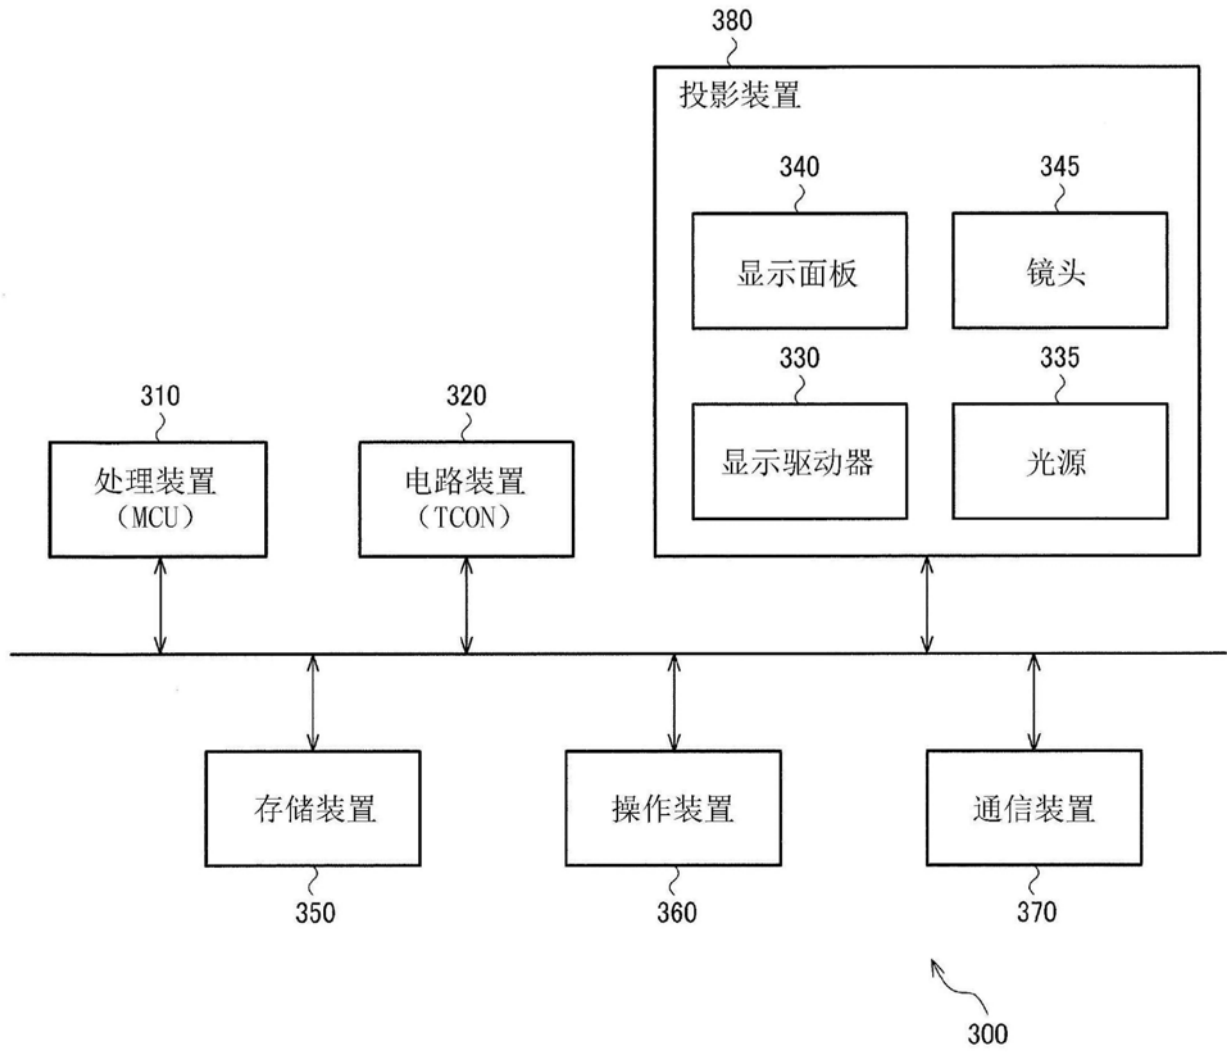 380
投影装置
340
345
显示面板
镜头
330
335
显示驱动器
光源
310
320
处理装置
（MCU）
电路装置
（TCON）
存储装置
操作装置
通信装置
350
360
370
300